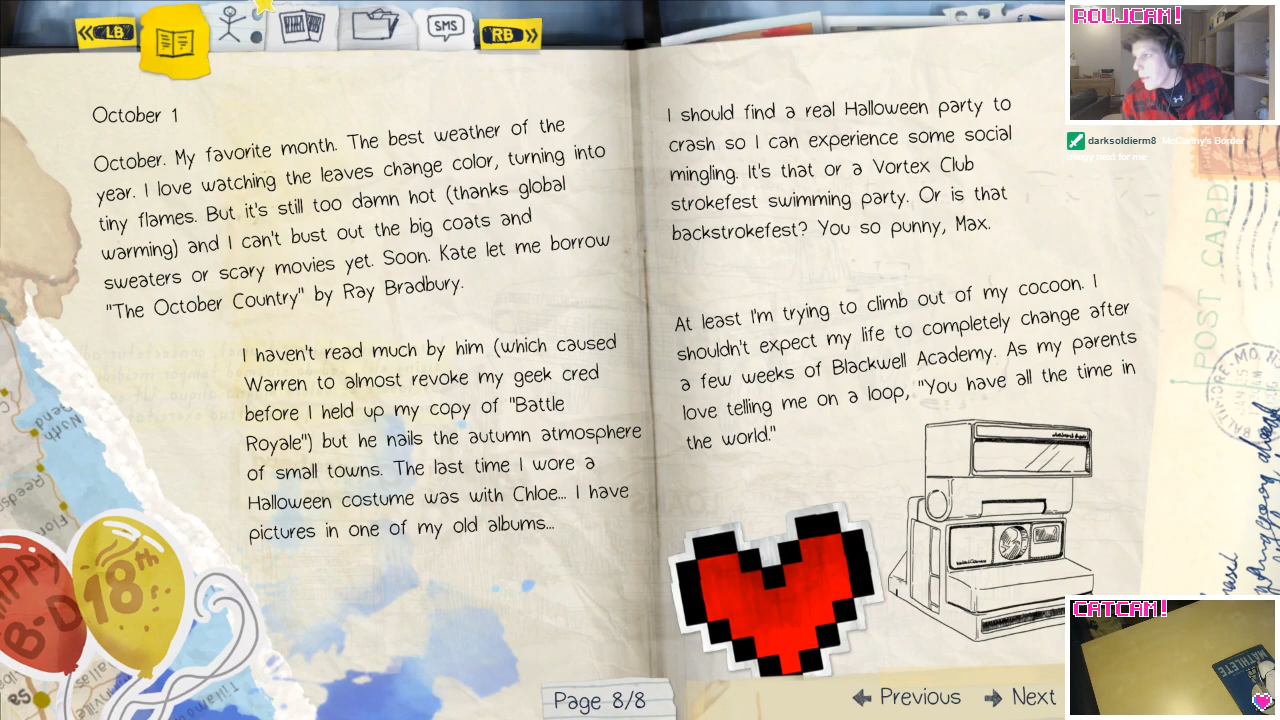 LB
SMS
RB
October 1
October. My favorite month. The best weather of the
year. I love watching the leaves change color, turning into
tiny flames. But it's still too damn hot (thanks global
warming) and I can't bust out the big coats and
sweaters or scary movies yet. Soon. Kate let me borrow
"The October Country" by Ray Bradbury.
I haven't read much by him (which caused
Warren to almost revoke my geek cred
before I held up my copy of "Battle
Royale") but he nails the autumn atmosphere
of small towns. The last time I wore a
Halloween costume was with Chloe... I have
pictures in one of my old albums...
I should find a real Halloween party to
crash so I can experience some social
mingling. It's that or a Vortex Club
strokefest swimming party. Or is that
backstrokefest? You so punny, Max.
At least I'm trying to climb out of my cocoon. I
shouldn't expect my life to completely change after
a few weeks of Blackwell Academy. As my parents
love telling me on a loop, "You have all the time in
the world."
18th
B-D
Page 8/8
Previous
Next
POST CARD
ROUJCAM!
darksoldierm8 McCarthy's Border
CATCAM!
MATHLETE